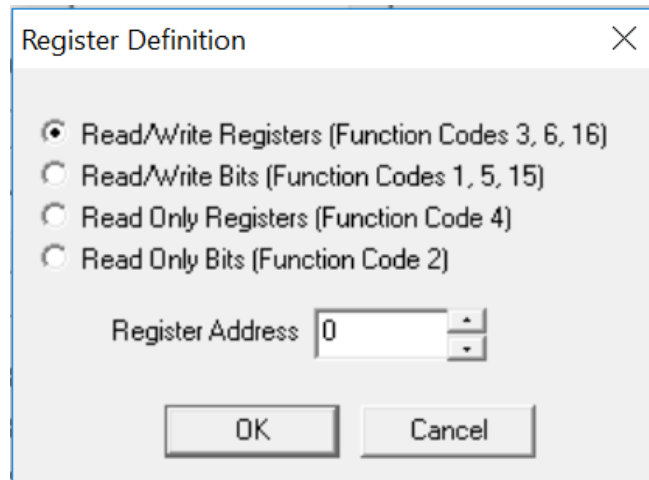 Register Definition
Read/Write Registers (Function Codes 3, 6, 16)
Read/Write Bits (Function Codes 1, 5, 15)
Read Only Registers (Function Code 4)
Read Only Bits (Function Code 2)
Register Address 0
OK Cancel